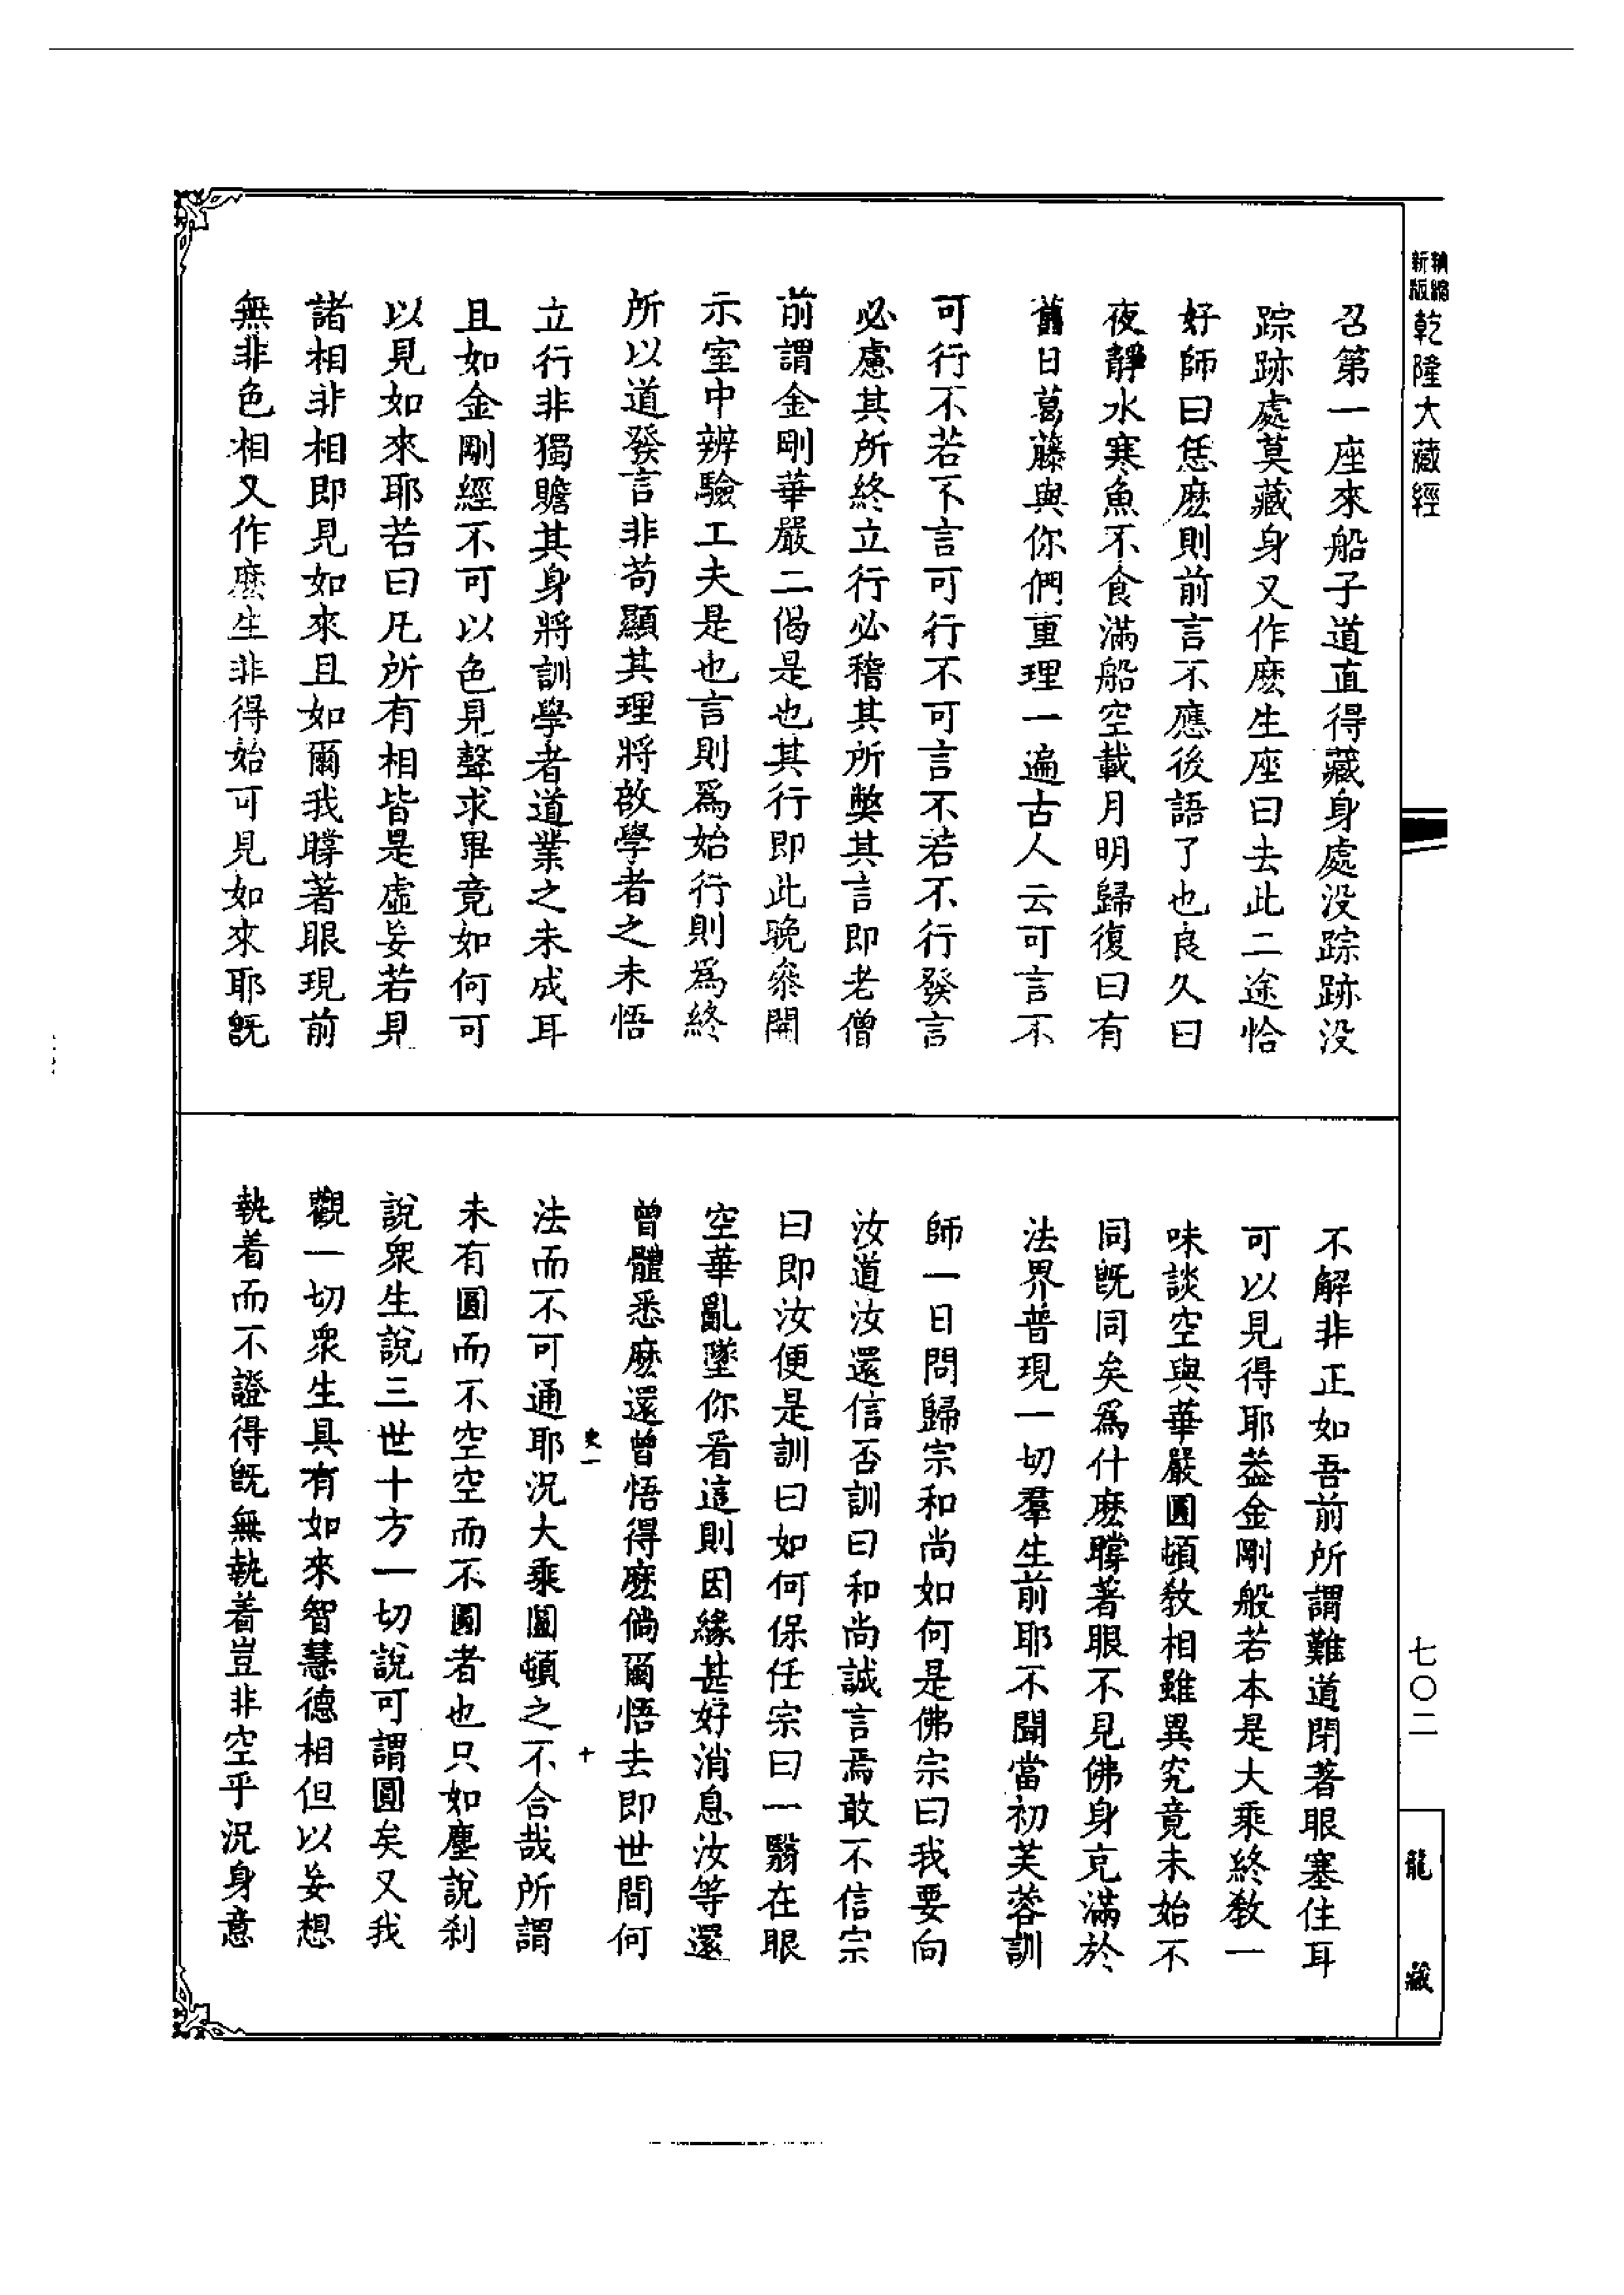 精縮
新版
乾隆大藏經
召第一座來船子道直得藏身處没踪跡没
踪跡處莫藏身又作麽生座曰去此二途恰
好師曰恁麽則前言不應後語了也良久曰
夜靜水寒魚不食滿船空載月明歸復曰有
舊日葛藤與你們重理一遍古人云可言不
可行不若不言可行不可言不若不行發言
必慮其所終立行必稽其所獘其言即老僧
前謂金剛華嚴二偈是也其行即此晚叅開
示室中辨驗工夫是也言則爲始行則爲終
所以道發言非苟顯其理將啟學者之未悟
立行非獨贍其身將訓學者道業之未成耳
且如金剛經不可以色見聲求畢竟如何可
以見如來耶若曰凡所有相皆是虛妄若見
諸相非相即見如來且如爾我瞠著眼現前
無非色相又作麽生非得始可見如來耶旣
不解非正如吾前所謂難道閉著眼塞住耳
可以見得耶葢金剛般若本是大乘終教一
味談空與華嚴圓頓教相雖異究竟未始不
同旣同矣爲什麽瞠著眼不見佛身充滿於
法界普現一切羣生前耶不聞當初芙蓉訓
師一日問歸宗和尚如何是佛宗曰我要向
汝道汝還信否訓曰和尚誠言焉敢不信宗
曰即汝便是訓曰如何保任宗曰一翳在眼
空華亂墜你看這則因緣甚好消息汝等還
曾體悉麽還曾悟得麽倘爾悟去即世間何
史一
十
法而不可通耶況大乘圓頓之不合哉所謂
未有圓而不空空而不圓者也只如塵說刹
說衆生說三世十方一切說可謂圓矣又我
觀一切衆生具有如來智慧德相但以妄想
執着而不證得旣無執着豈非空乎況身意
七〇二
龍藏